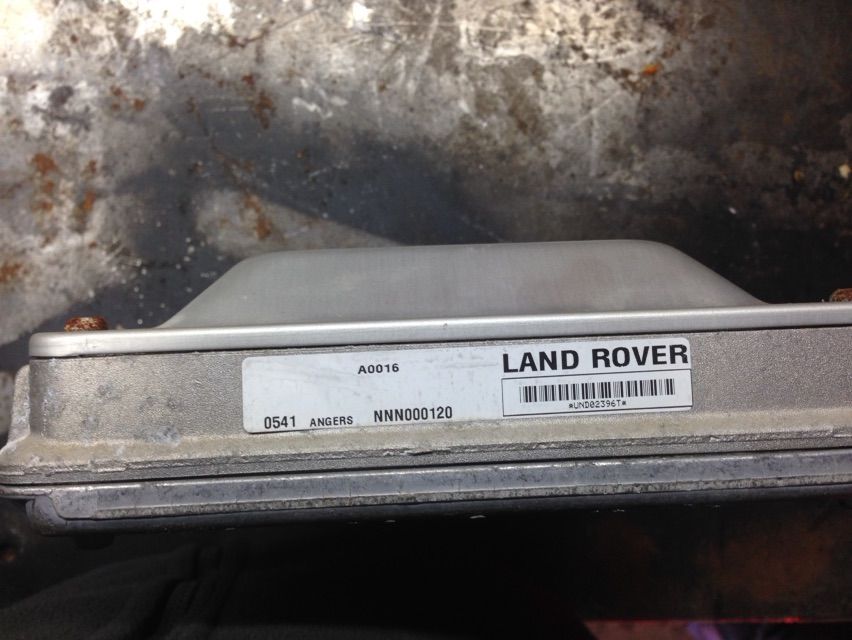 A0016
LAND ROVER
*UND02396T*
0541 ANGERS NNN000120